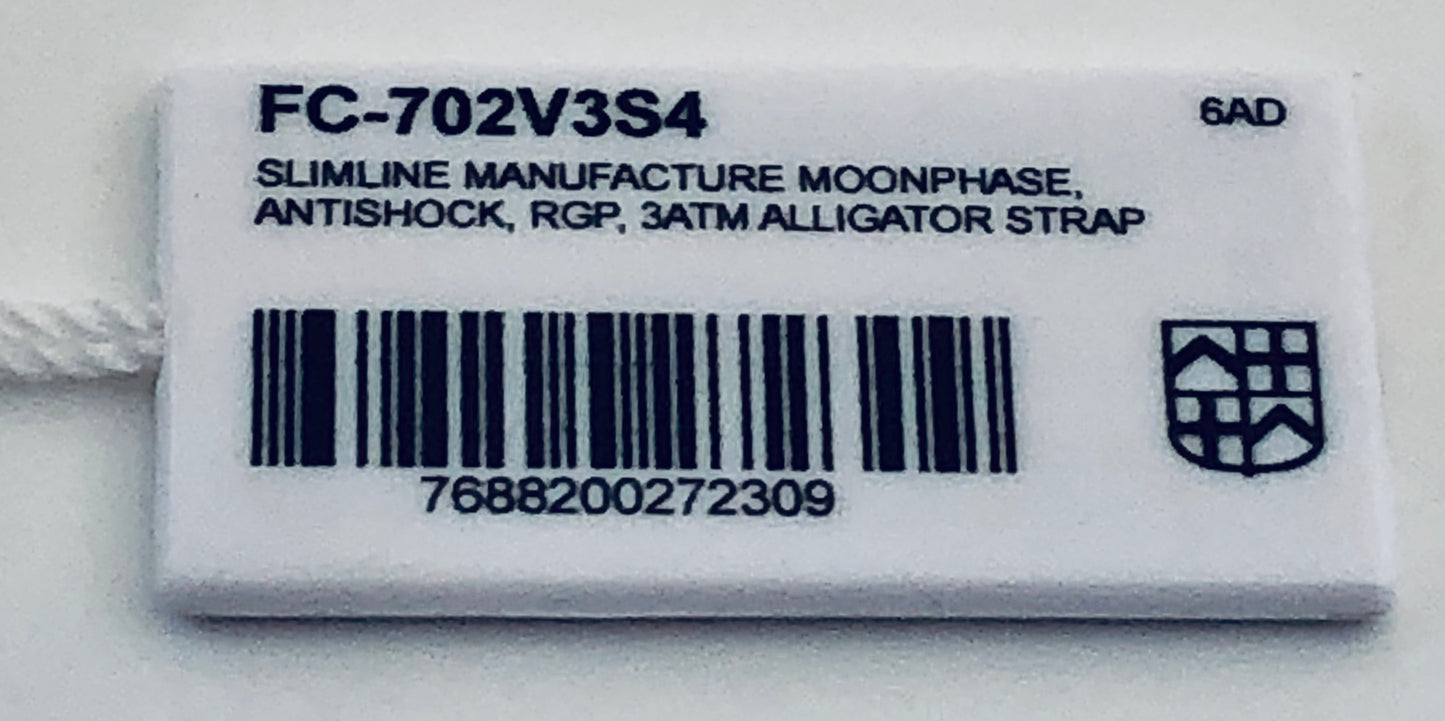 FC-702V3S4 6AD
SLIMLINE MANUFACTURE MOONPHASE,
ANTISHOCK, RGP, 3ATM ALLIGATOR STRAP
7688200272309